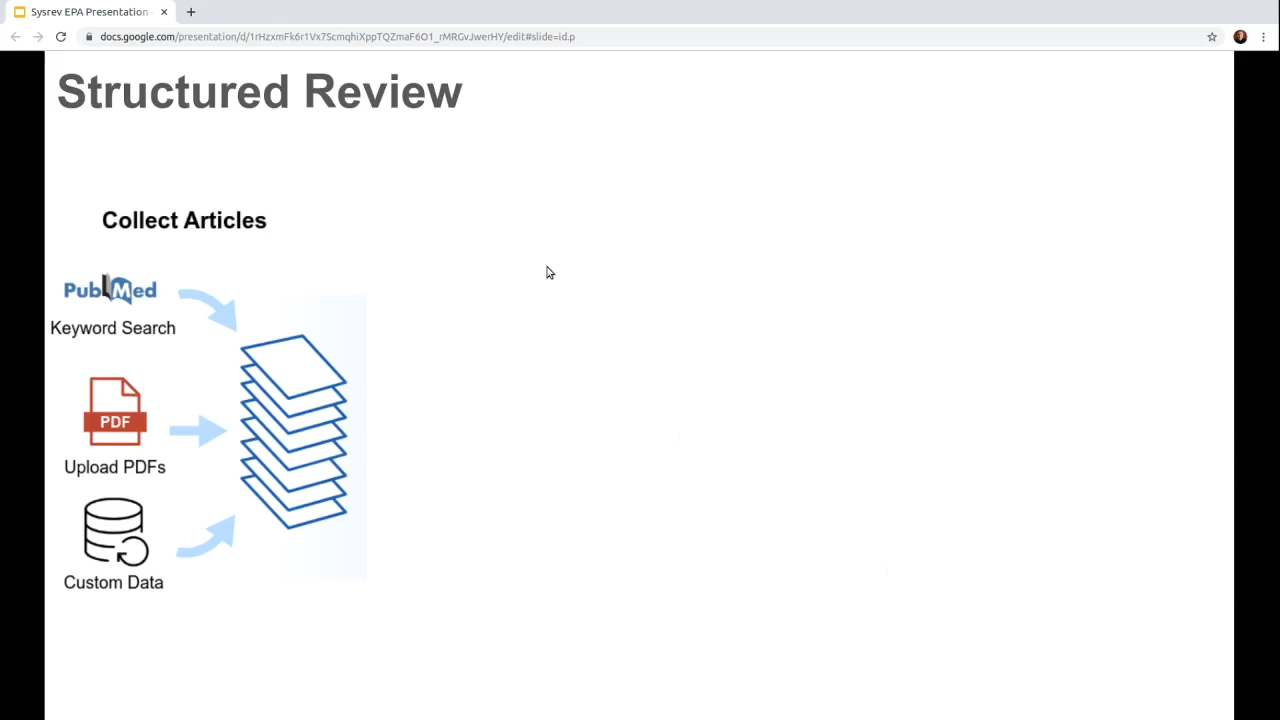 Sysrev EPA Presentation -
docs.google.com/presentation/d/1rHzxmFk6r1Vx7ScmqhiXppTQZmaF6O1_rMRGvJwerHY/edit#slide=id.p
Structured Review
Collect Articles
PubMed
Keyword Search
PDF
Upload PDFs
Custom Data